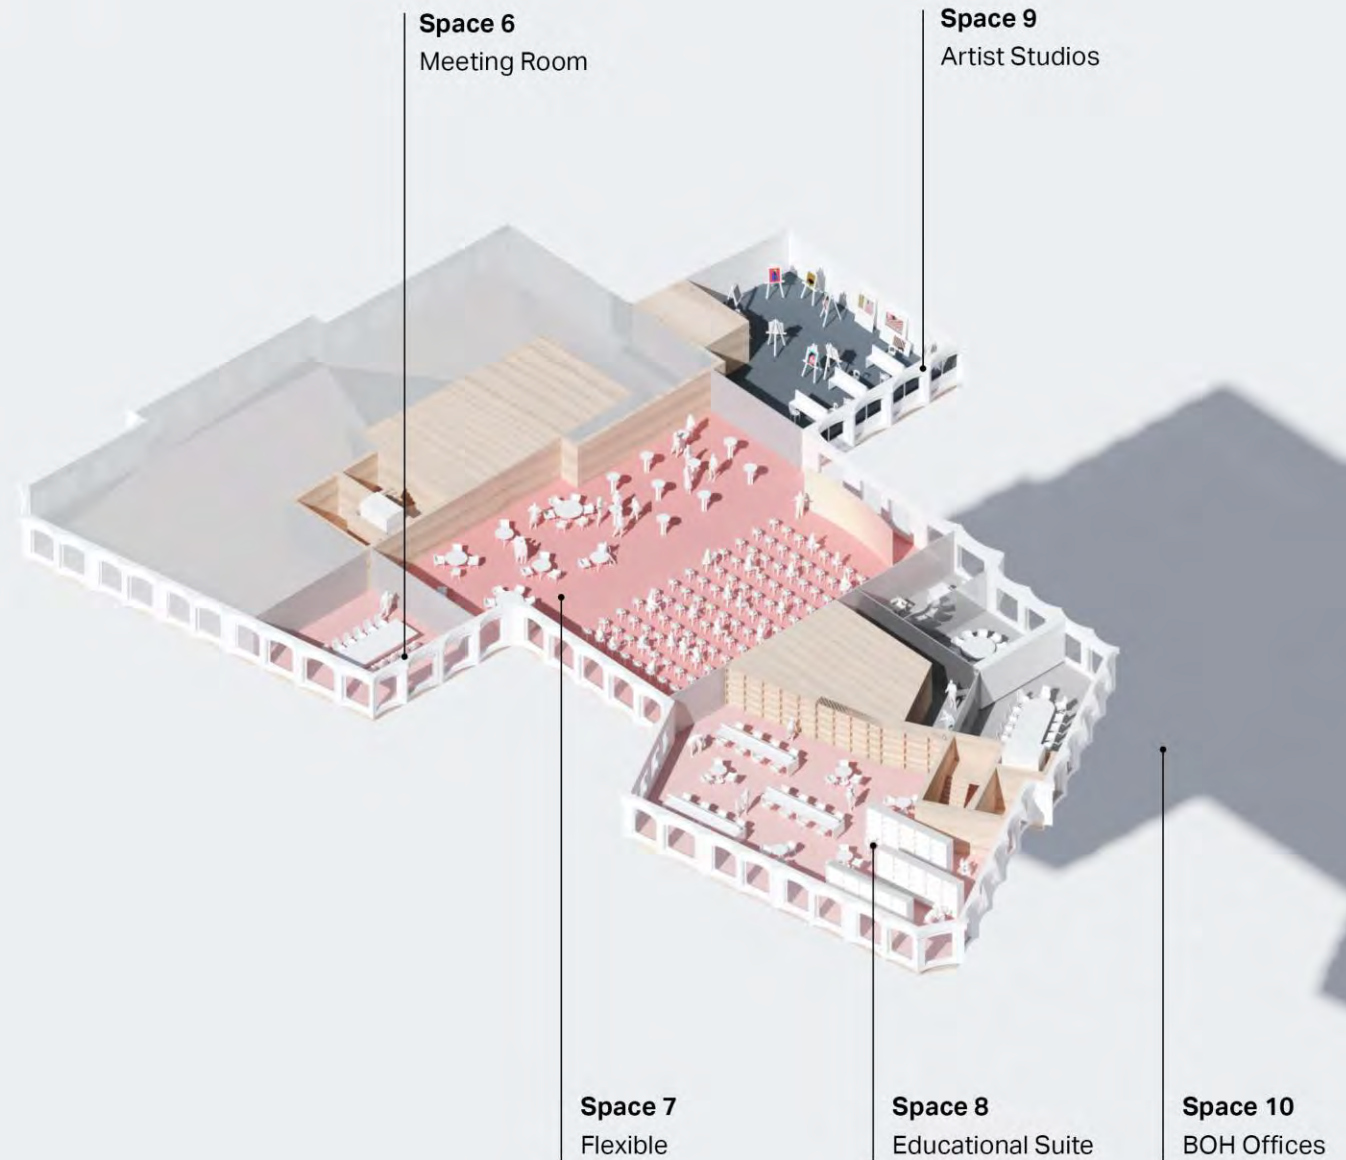 Space 6
Meeting Room
Space 9
Artist Studios
Space 7
Flexible
Space 8
Educational Suite
Space 10
BOH Offices